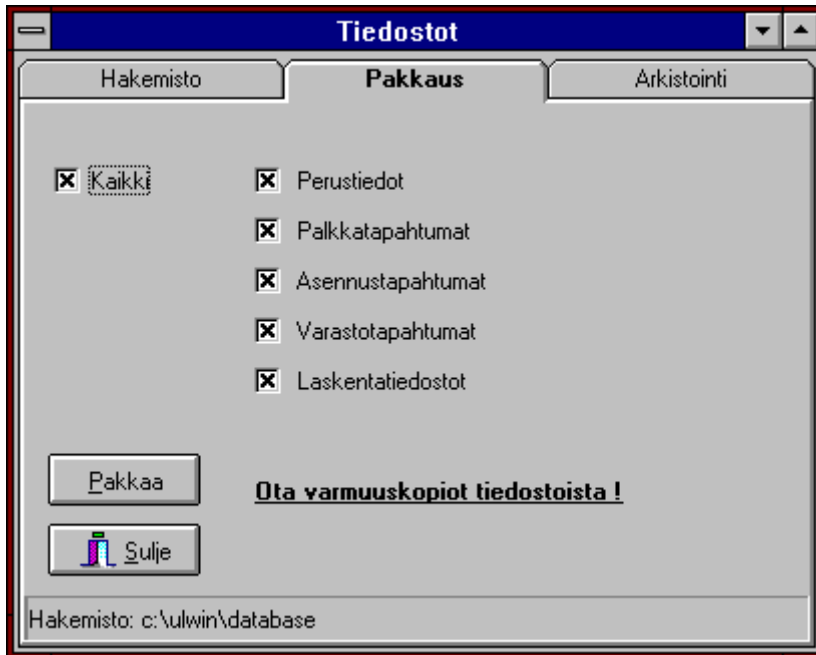 Tiedostot
Hakemisto Pakkaus Arkistointi
Kaikki Perustiedot
Palkkatapahtumat
Asennustapahtumat
Varastotapahtumat
Laskentatiedostot
Pakkaa Ota varmuuskopiot tiedostoista !
Sulje
Hakemisto: c:\ulwin\database